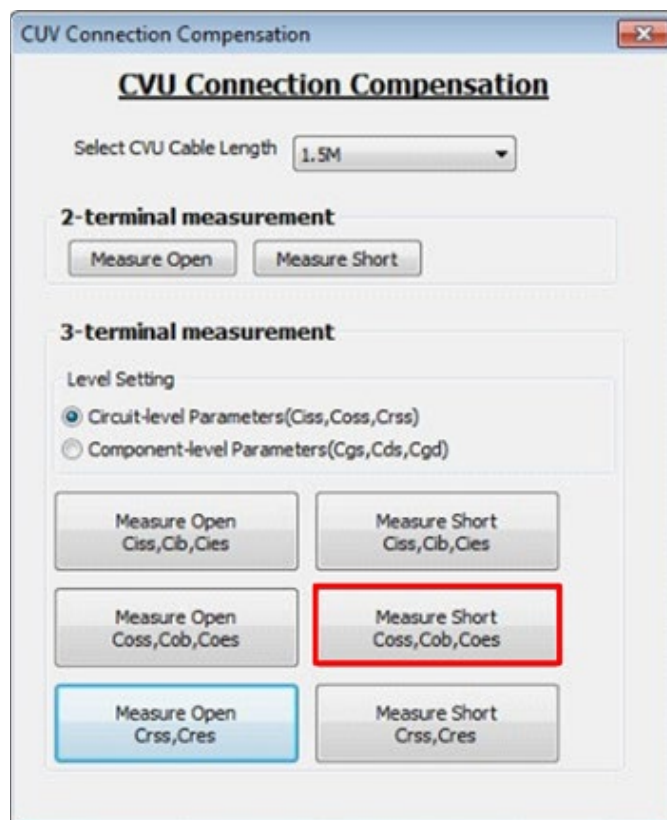 CUV Connection Compensation
CVU Connection Compensation
Select CVU Cable Length 1.5M
2-terminal measurement
Measure Open Measure Short
3-terminal measurement
Level Setting
Circuit-level Parameters(Ciss,Coss,Crss)
Component-level Parameters(Cgs,Cds,Cgd)
Measure Open
Ciss,Cib,Cies
Measure Short
Ciss,Cib,Cies
Measure Open
Coss,Cob,Coes
Measure Short
Coss,Cob,Coes
Measure Open
Crss,Cres
Measure Short
Crss,Cres